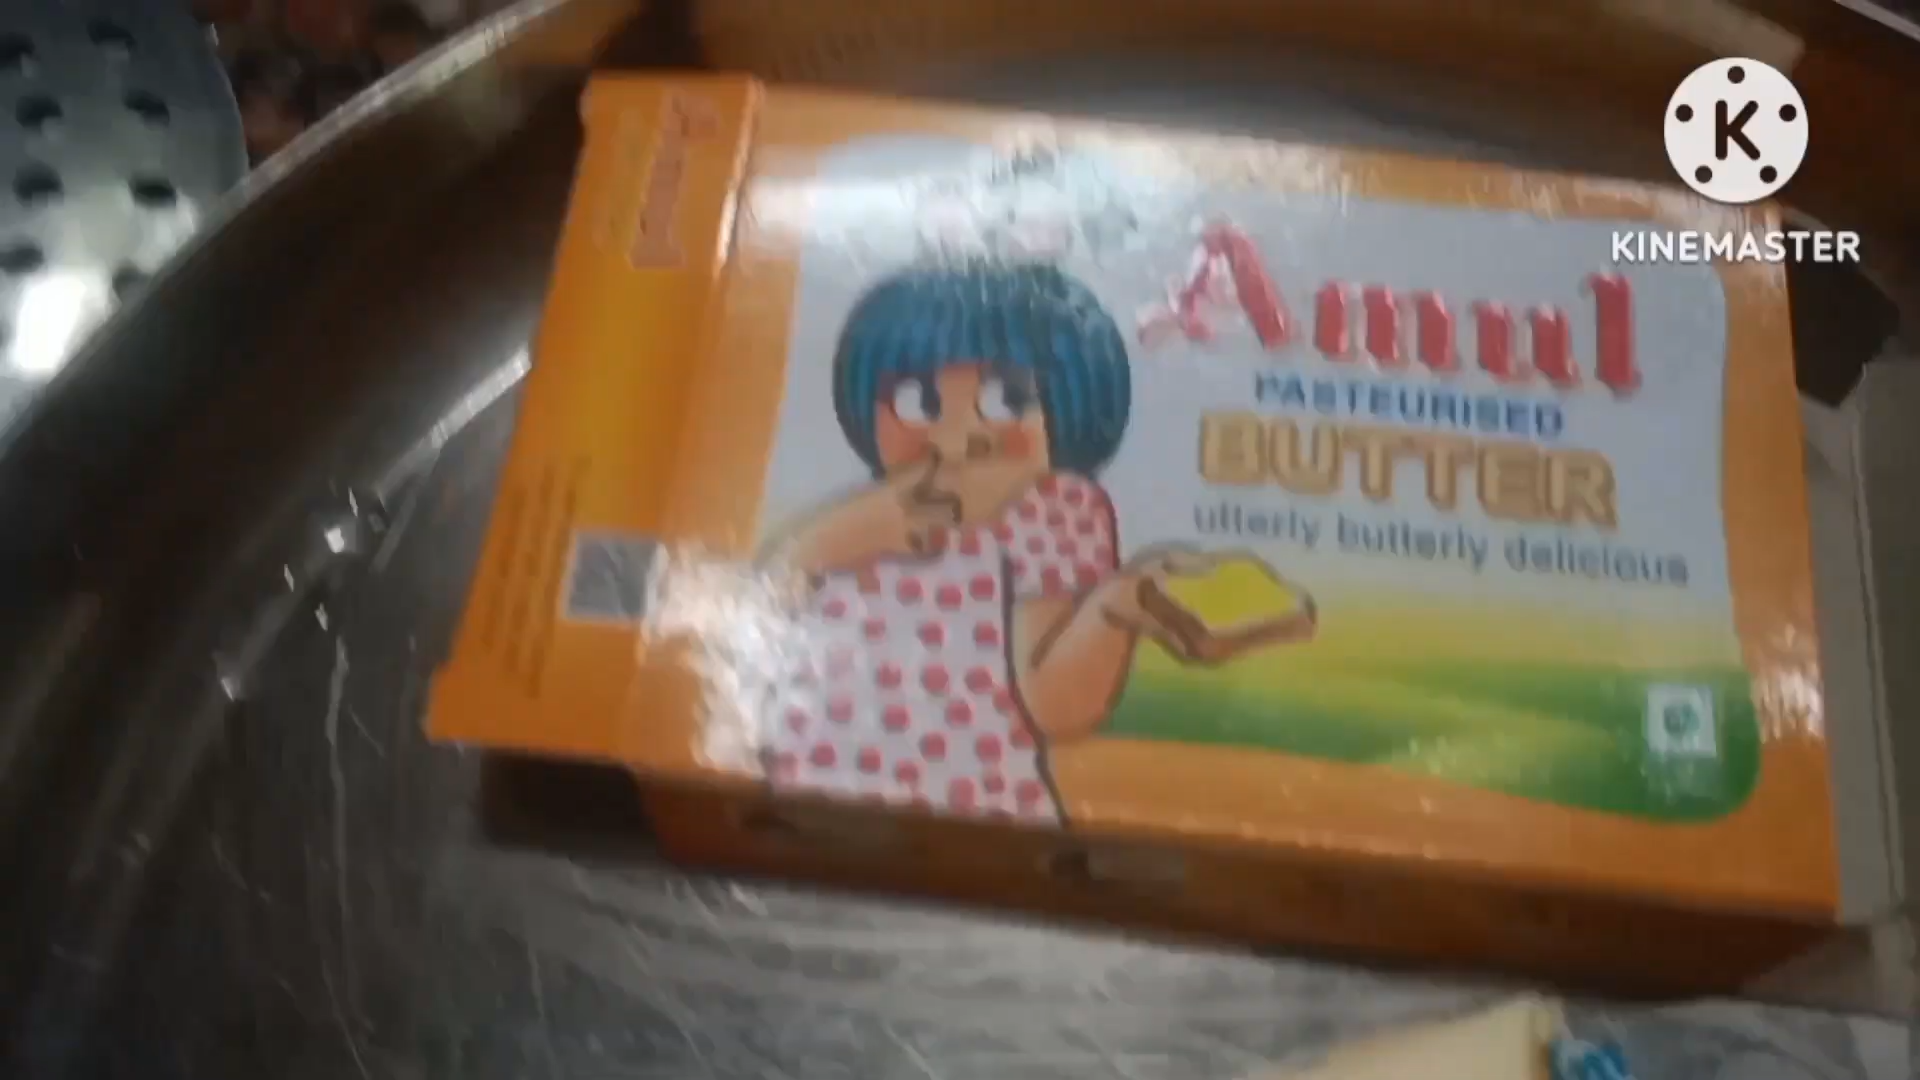 Amul
PASTEURISED
BUTTER
utterly butterly delicious
K
KINEMASTER